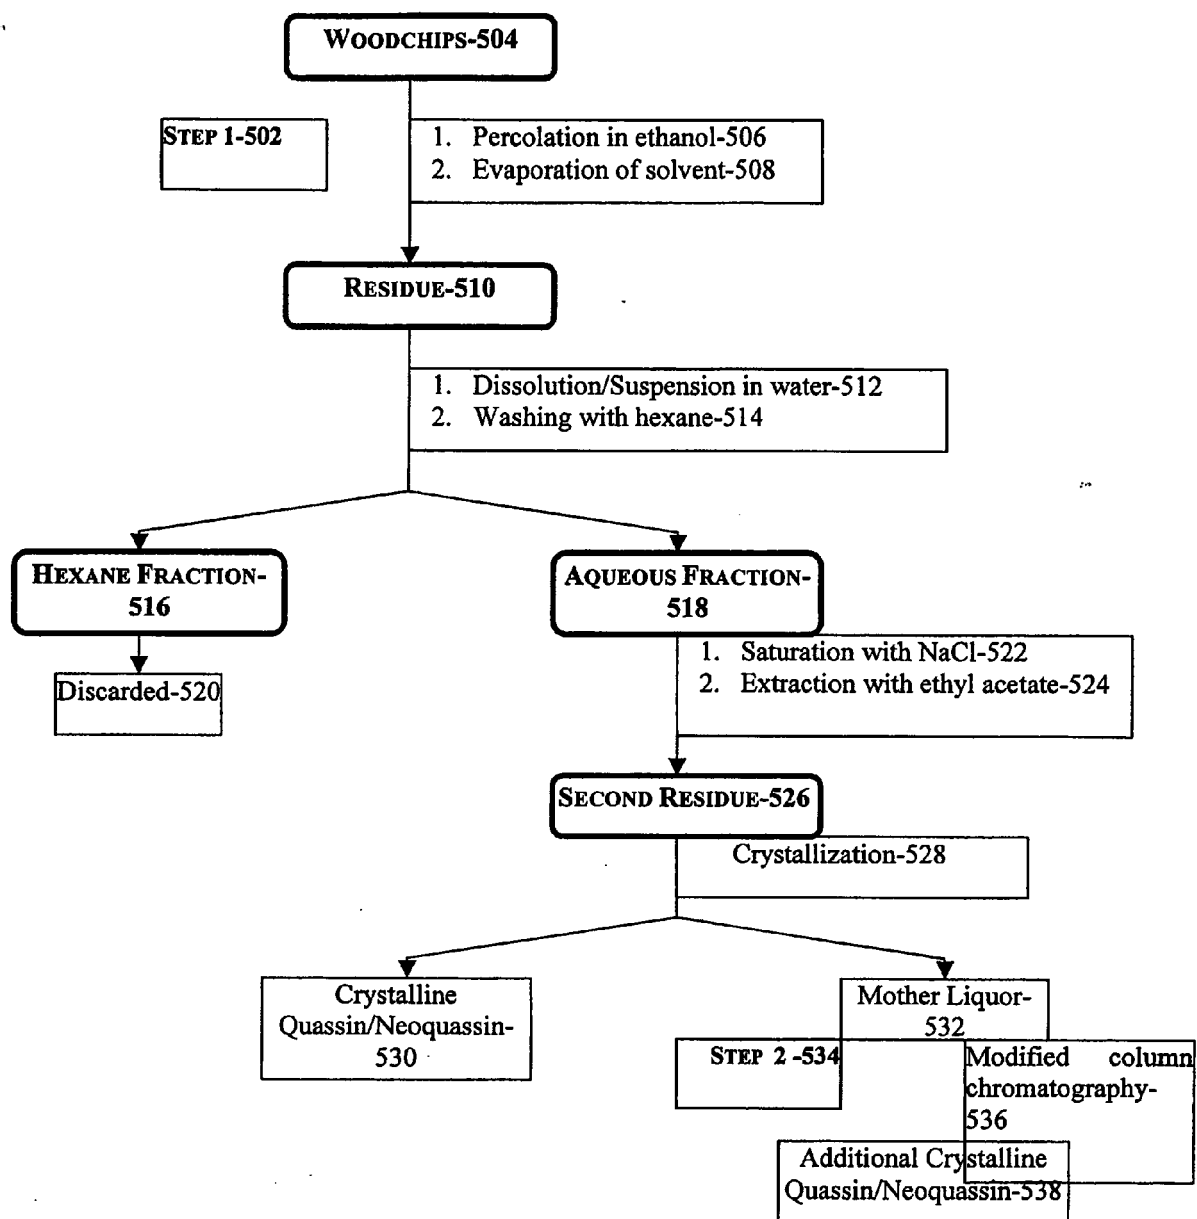 WOODCHIPS-504
STEP 1-502
1. Percolation in ethanol-506
2. Evaporation of solvent-508
RESIDUE-510
1. Dissolution/Suspension in water-512
2. Washing with hexane-514
HEXANE FRACTION-
516
AQUEOUS FRACTION-
518
Discarded-520
1. Saturation with NaCl-522
2. Extraction with ethyl acetate-524
SECOND RESIDUE-526
Crystallization-528
Crystalline
Quassin/Neoquassin-
530
Mother Liquor-
532
STEP 2 -534
Modified column
chromatography-
536
Additional Crystalline
Quassin/Neoquassin-538